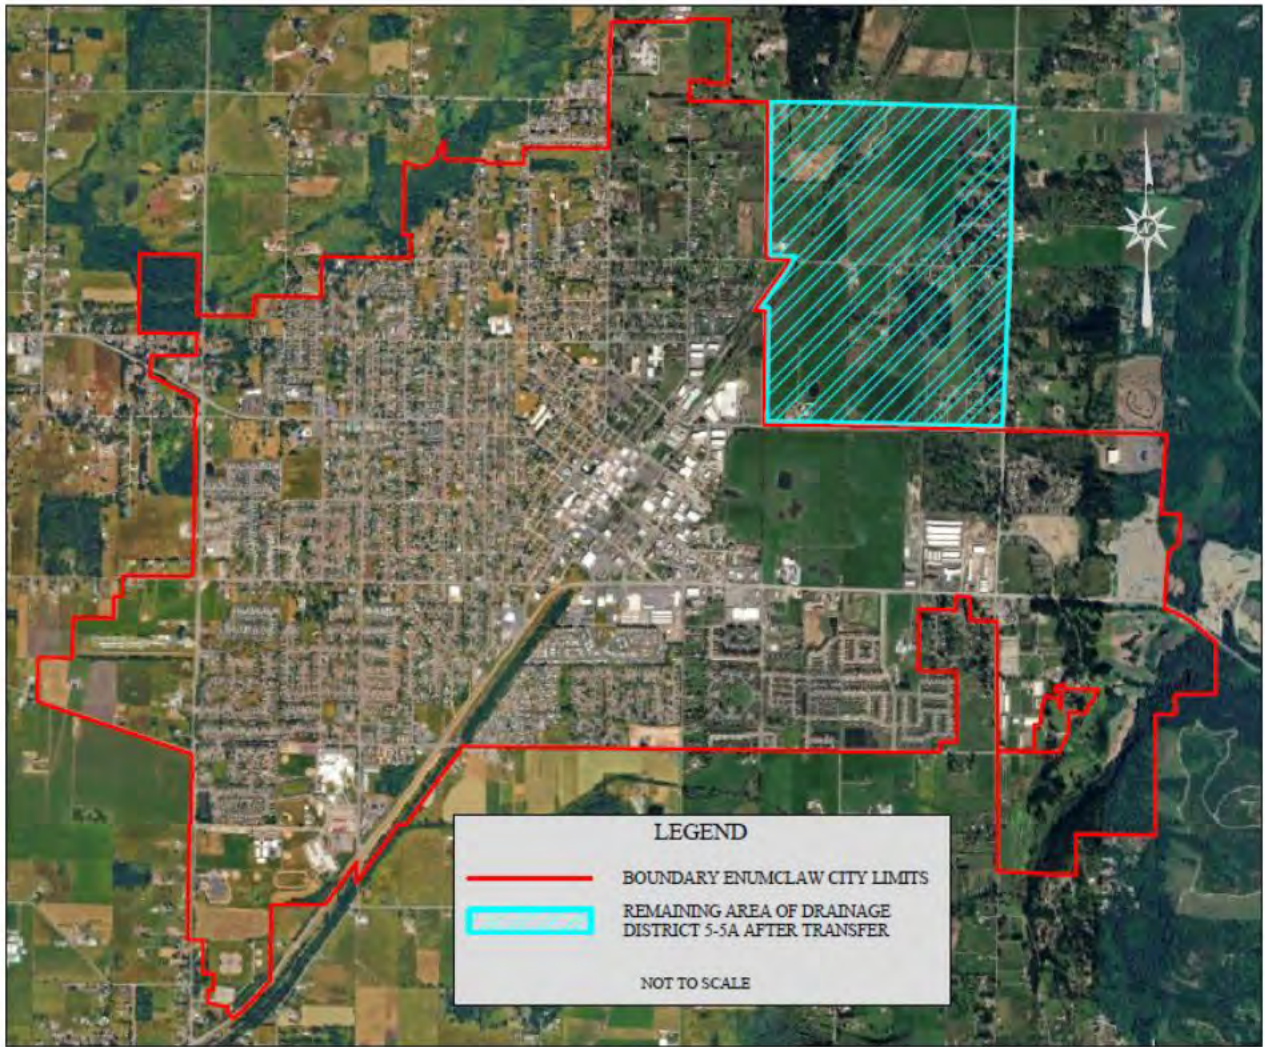 N
LEGEND
BOUNDARY ENUMCLAW CITY LIMITS
REMAINING AREA OF DRAINAGE
DISTRICT 5-5A AFTER TRANSFER
NOT TO SCALE